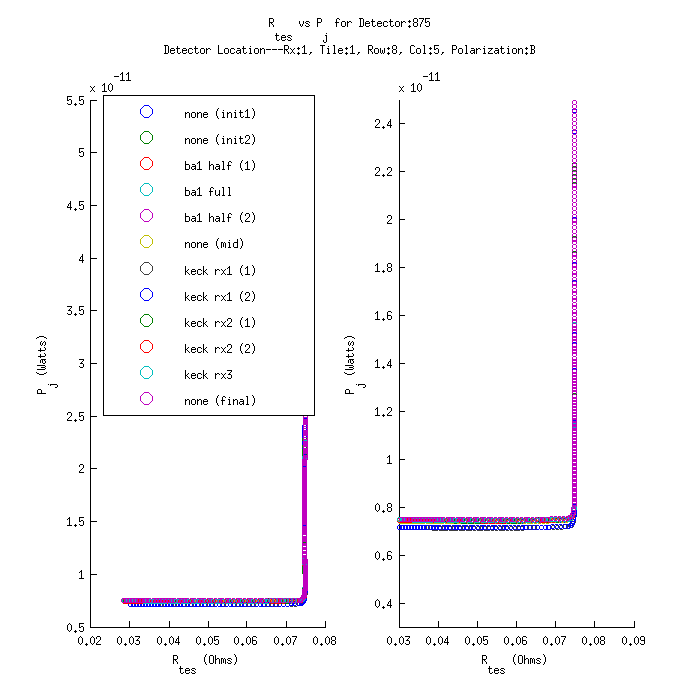 R_tes vs P_j for Detector:875
Detector Location---Rx:1, Tile:1, Row:8, Col:5, Polarization:B
x 10^-11
5.5
5
4.5
4
3.5
3
2.5
2
1.5
1
0.5
0.02 0.03 0.04 0.05 0.06 0.07 0.08
P_j (Watts)
R_tes (Ohms)
none (init1)
none (init2)
ba1 half (1)
ba1 full
ba1 half (2)
none (mid)
keck rx1 (1)
keck rx1 (2)
keck rx2 (1)
keck rx2 (2)
keck rx3
none (final)
x 10^-11
2.4
2.2
2
1.8
1.6
1.4
1.2
1
0.8
0.6
0.4
0.03 0.04 0.05 0.06 0.07 0.08 0.09
P_j (Watts)
R_tes (Ohms)